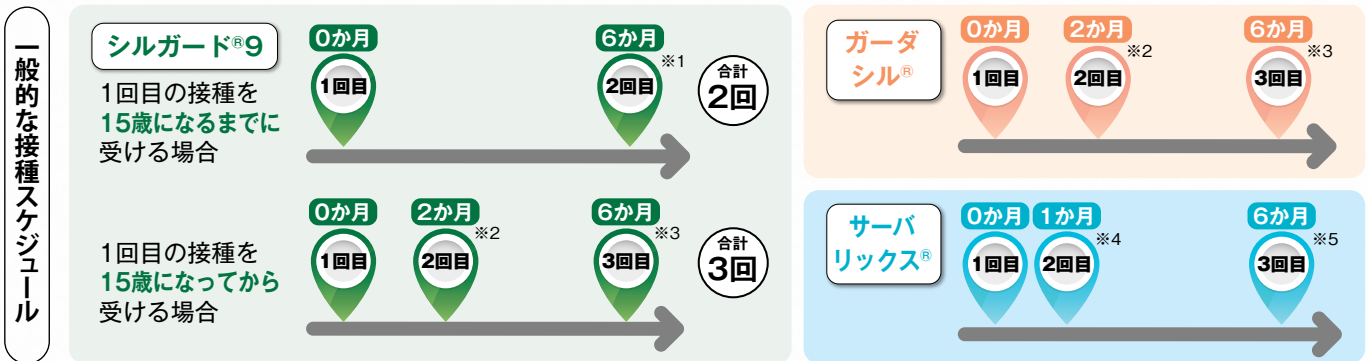 一般的な接種スケジュール
シルガード®9
1回目の接種を
15歳になるまでに
受ける場合
0か月
1回目
6か月
※1
2回目
合計
2回
1回目の接種を
15歳になってから
受ける場合
0か月
1回目
2か月
※2
2回目
6か月
※3
3回目
合計
3回
ガーダ
シル®
0か月
1回目
2か月
※2
2回目
6か月
※3
3回目
サーバ
リックス®
0か月
1回目
1か月
※4
2回目
6か月
※5
3回目